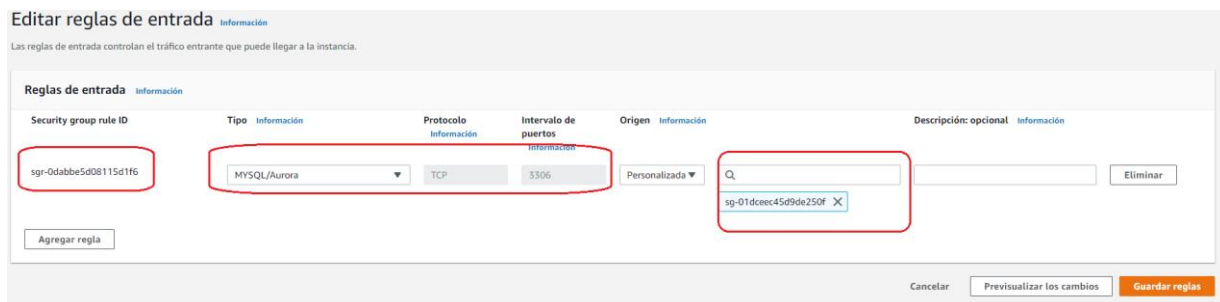 Editar reglas de entrada Información
Las reglas de entrada controlan el tráfico entrante que puede llegar a la instancia.
Reglas de entrada Información
Security group rule ID
Tipo Información
Protocolo
Información
Intervalo de
puertos
Información
Origen Información
Descripción: opcional Información
sgr-0dabbe5d08115d1f6
MYSQL/Aurora
TCP
3306
Personalizada
sg-01dceec45d9de250f
Eliminar
Agregar regla
Cancelar
Previsualizar los cambios
Guardar reglas